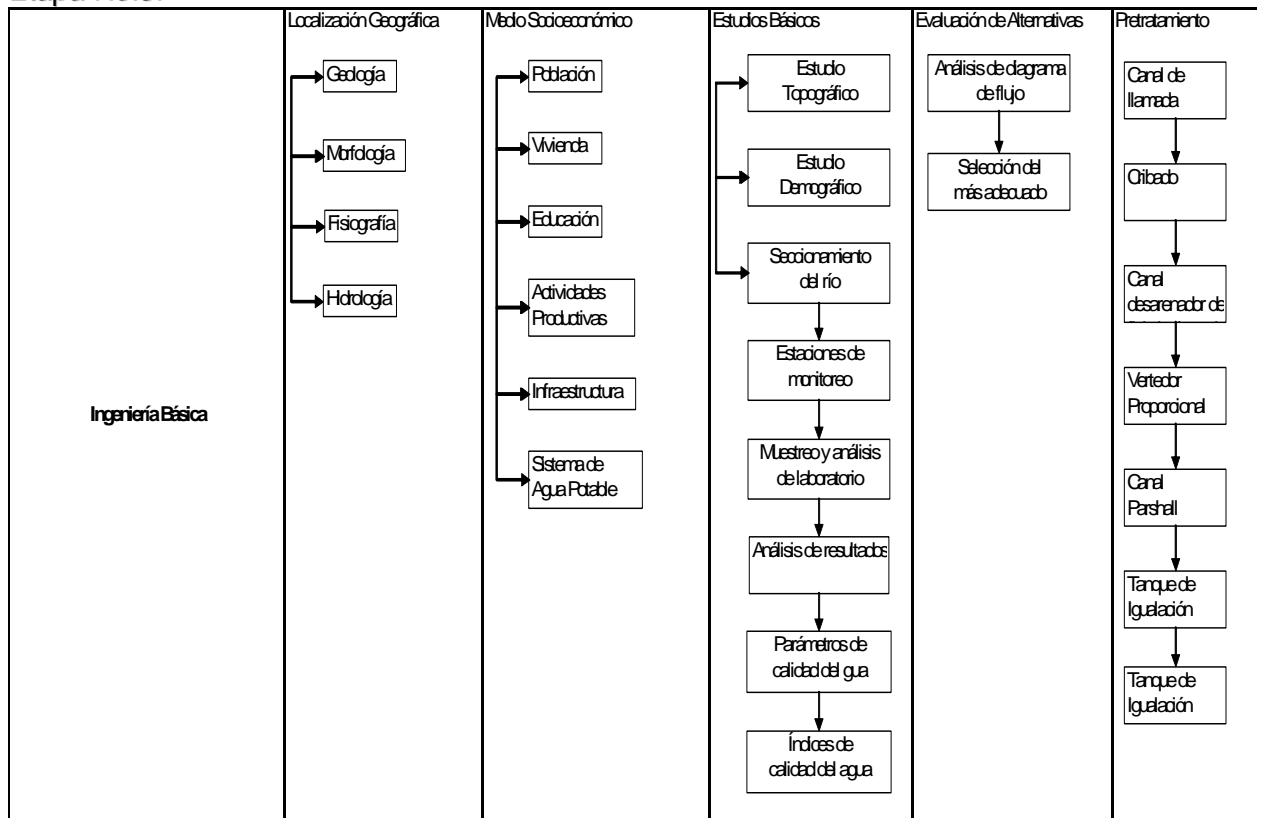 Localización Geográfica
Geología
Morfología
Fisiografía
Hidrología
Medio Socioeconómico
Población
Vivienda
Educación
Actividades
Productivas
Infraestructura
Sistema de
Agua Potable
Estudios Básicos
Estudio
Topográfico
Estudio
Demográfico
Seccionamiento
del río
Estaciones de
monitoreo
Muestreo y análisis
de laboratorio
Análisis de resultados
Parámetros de
calidad del gua
Índices de
calidad del agua
Evaluación de Alternativas
Análisis de diagrama
de flujo
Selección del
más adecuado
Pretratamiento
Canal de
llamada
Cribado
Canal
desarenador de
Vertedor
Proporcional
Canal
Parshall
Tanque de
Igualación
Tanque de
Igualación
Ingeniería Básica